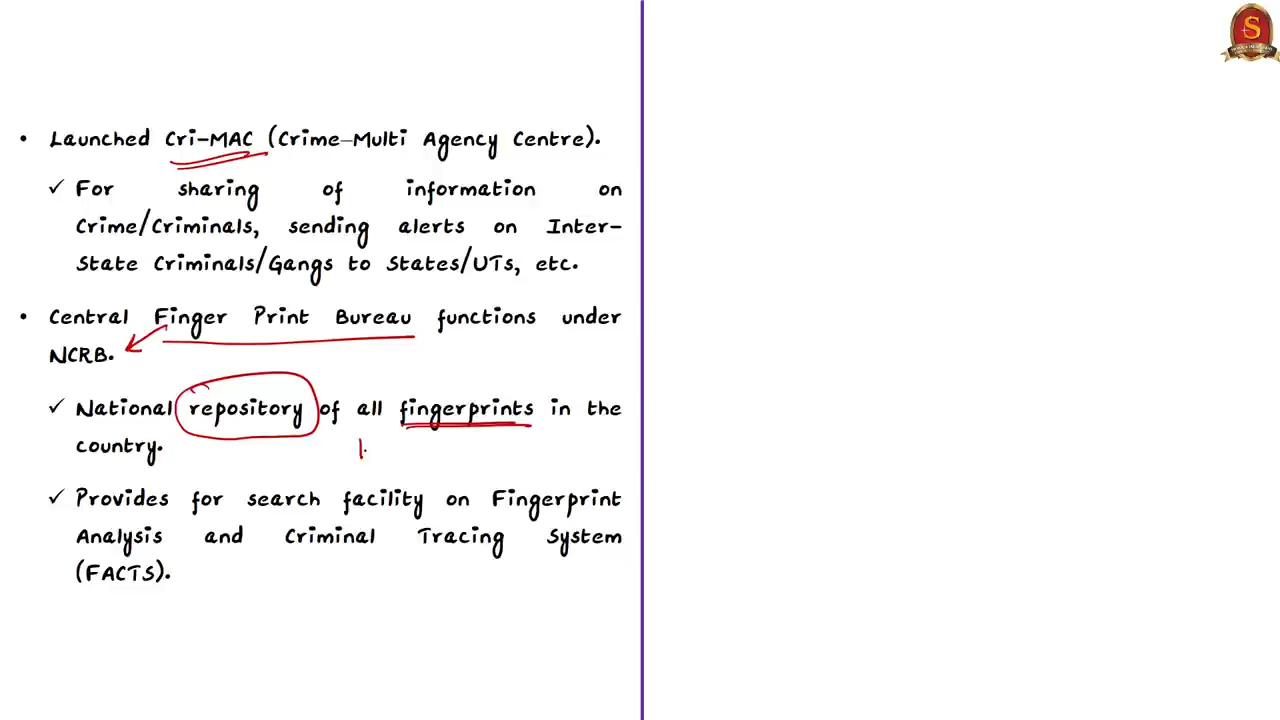 • Launched Cri-MAC (Crime-Multi Agency Centre).
✓ For sharing of information on
Crime/Criminals, sending alerts on Inter-
State Criminals/Gangs to States/UTs, etc.
• Central Finger Print Bureau functions under
NCRB.
✓ National repository of all fingerprints in the
country.
✓ Provides for search facility on Fingerprint
Analysis and Criminal Tracing System
(FACTS).
S